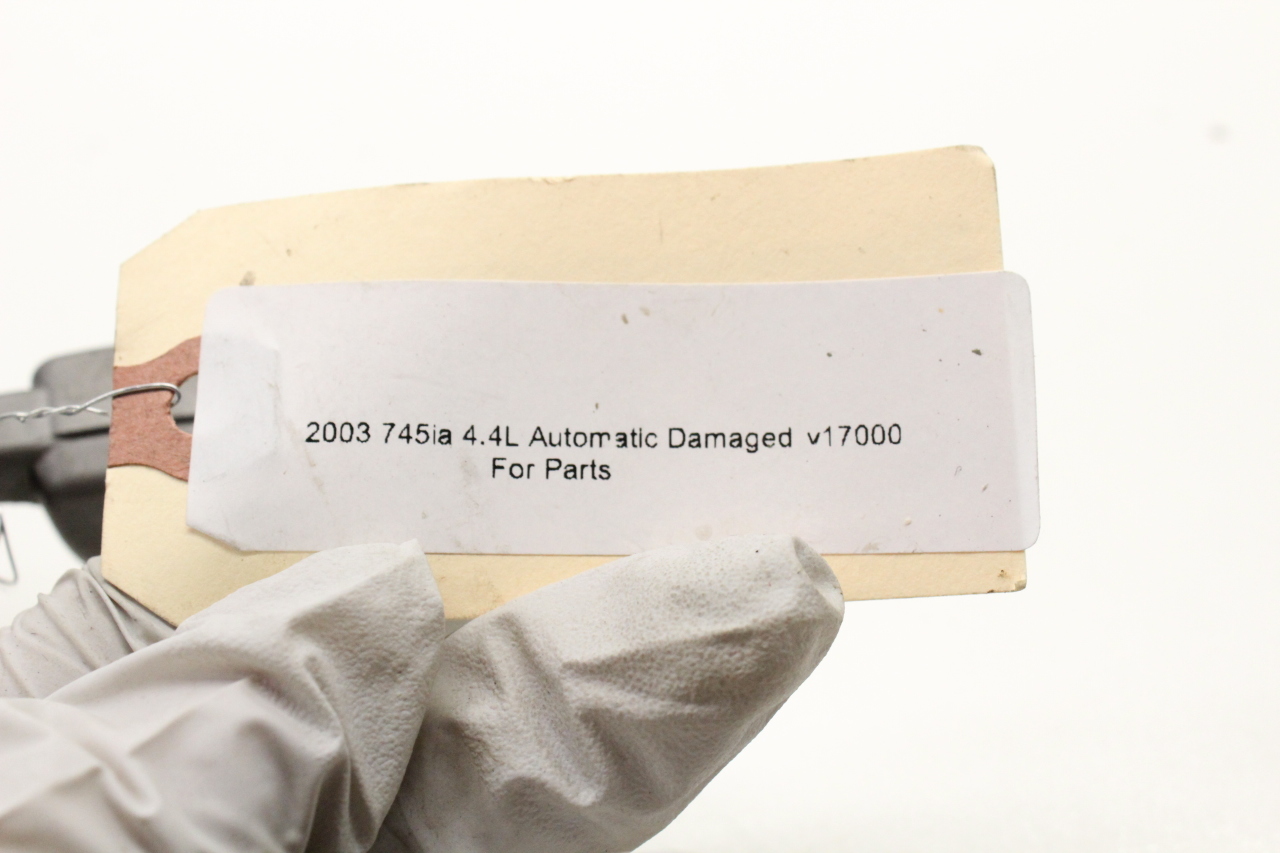 2003 745ia 4.4L Automatic Damaged v17000
For Parts